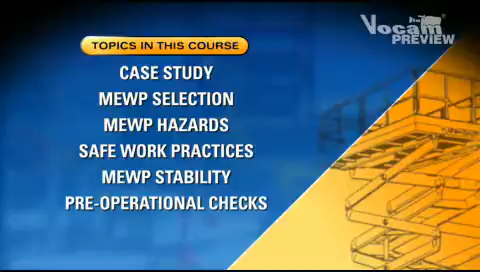 TOPICS IN THIS COURSE
Vocam
PREVIEW
CASE STUDY
MEWP SELECTION
MEWP HAZARDS
SAFE WORK PRACTICES
MEWP STABILITY
PRE-OPERATIONAL CHECKS